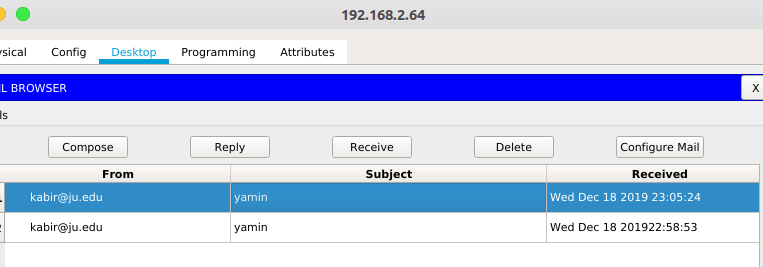 192.168.2.64
ysical Config Desktop Programming Attributes
IL BROWSER X
ls
Compose Reply Receive Delete Configure Mail
From Subject Received
kabir@ju.edu yamin Wed Dec 18 2019 23:05:24
2 kabir@ju.edu yamin Wed Dec 18 201922:58:53